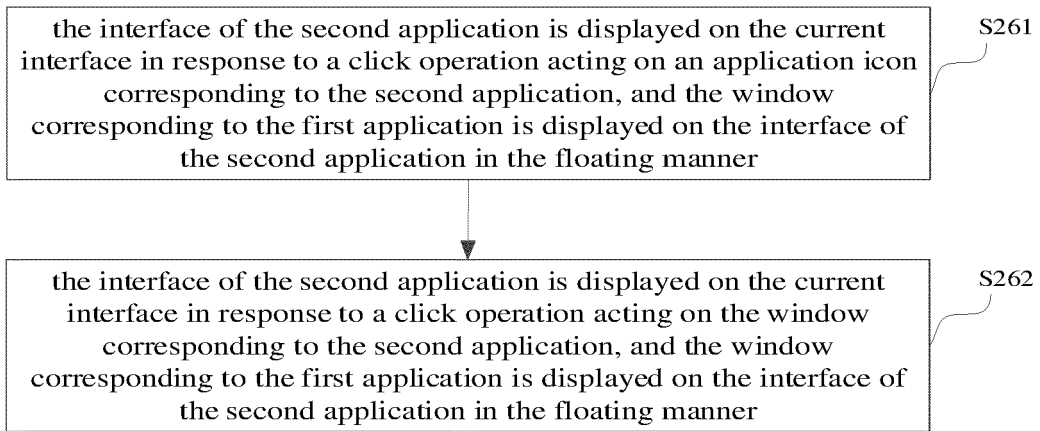 the interface of the second application is displayed on the current
interface in response to a click operation acting on an application icon
corresponding to the second application, and the window
corresponding to the first application is displayed on the interface of
the second application in the floating manner
S261
the interface of the second application is displayed on the current
interface in response to a click operation acting on the window
corresponding to the second application, and the window
corresponding to the first application is displayed on the interface of
the second application in the floating manner
S262